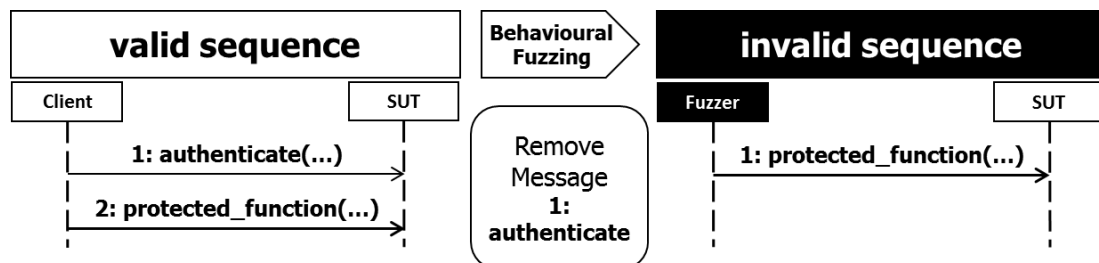 valid sequence
Behavioural
Fuzzing
invalid sequence
Client
SUT
Fuzzer
SUT
1: authenticate(...)
2: protected_function(...)
Remove
Message
1:
authenticate
1: protected_function(...)